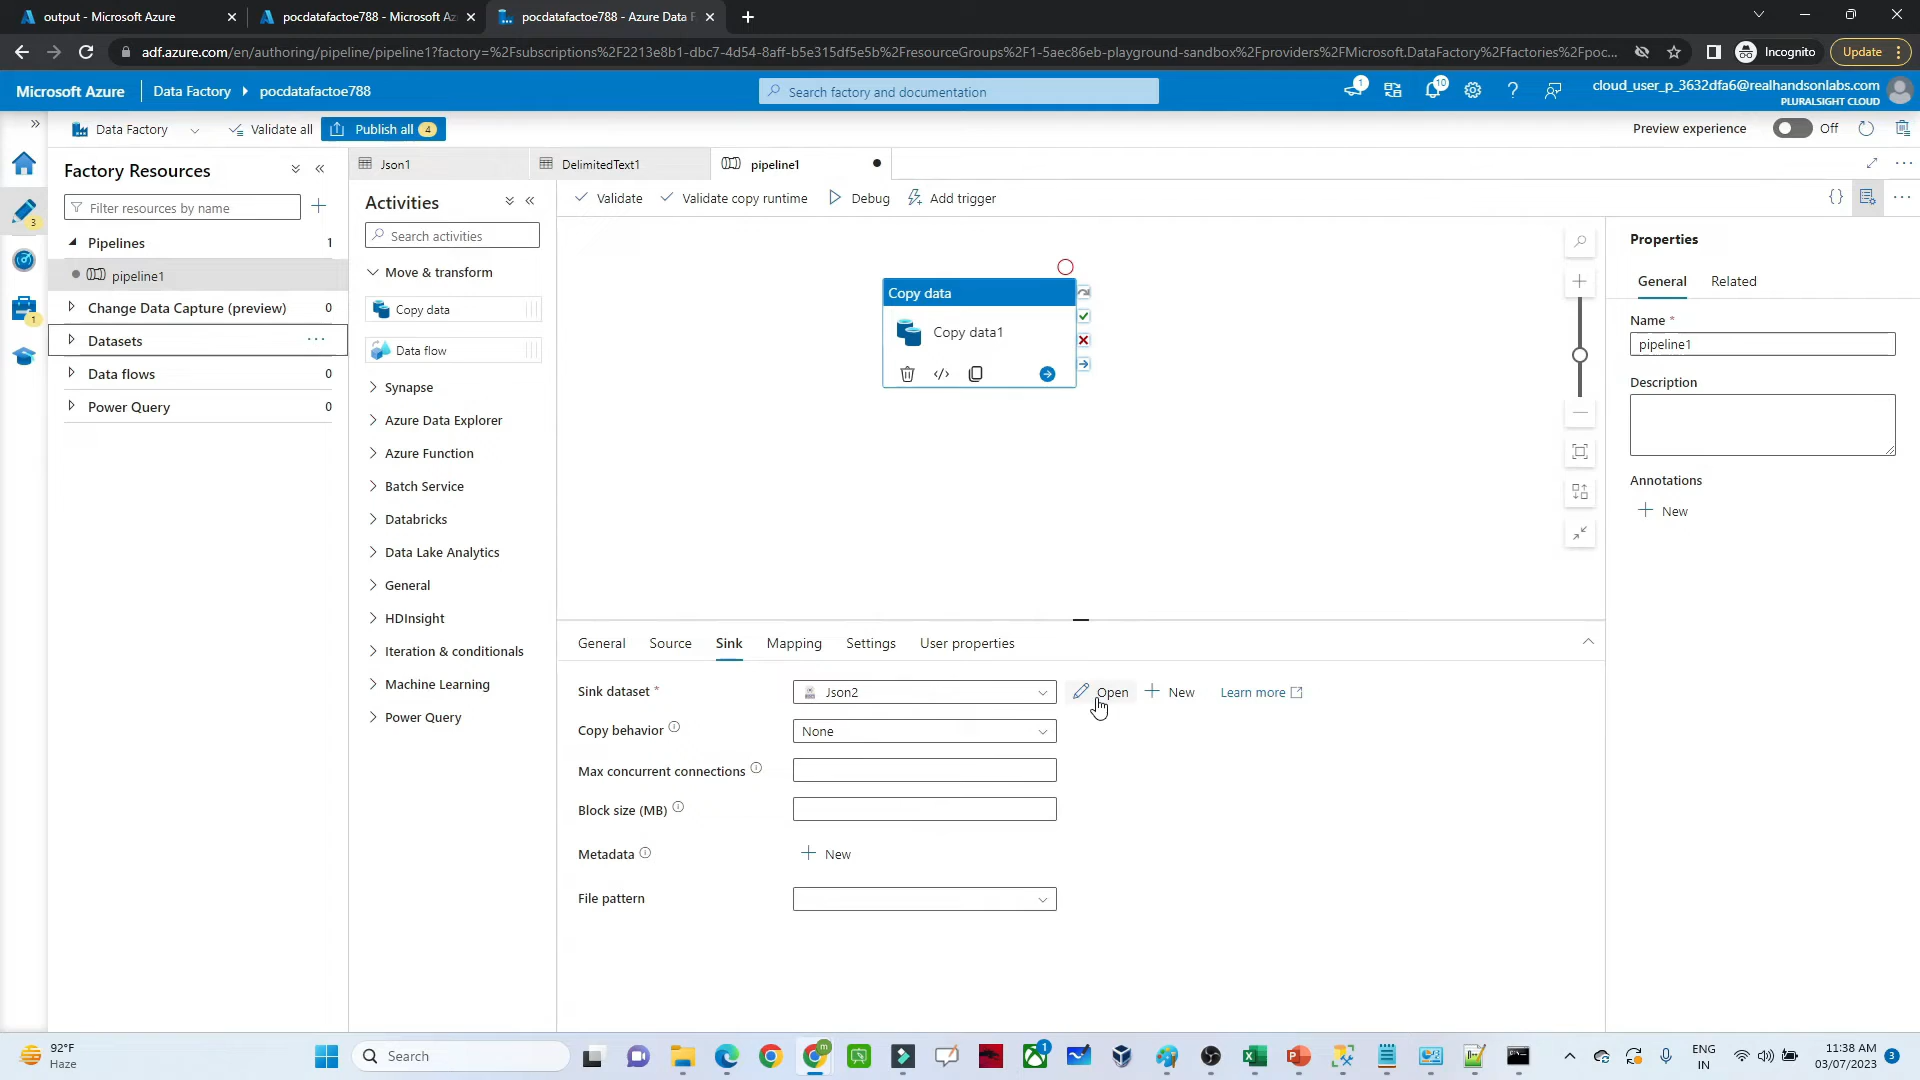 output - Microsoft Azure
pocdatafactoe788 - Microsoft Az
pocdatafactoe788 - Azure Data F
adf.azure.com/en/authoring/pipeline/pipeline1?factory=%2Fsubscriptions%2F2213e8b1-dbc7-4d54-8aff-b5e315df5e5b%2FresourceGroups%2F1-5aec86eb-playground-sandbox%2Fproviders%2FMicrosoft.DataFactory%2Ffactories%2Fpoc...
Incognito
Update
Microsoft Azure
Data Factory
pocdatafactoe788
Search factory and documentation
1
10
cloud_user_p_3632dfa6@realhandsonlabs.com
PLURALSIGHT CLOUD
Data Factory
Validate all
Publish all 4
Preview experience
Off
Factory Resources
Filter resources by name
3
1
Pipelines 1
pipeline1
Change Data Capture (preview) 0
Datasets
Data flows 0
Power Query 0
Json1
DelimitedText1
pipeline1
Activities
Search activities
Move & transform
Copy data
Data flow
Synapse
Azure Data Explorer
Azure Function
Batch Service
Databricks
Data Lake Analytics
General
HDInsight
Iteration & conditionals
Machine Learning
Power Query
Validate
Validate copy runtime
Debug
Add trigger
Copy data
Copy data1
General
Source
Sink
Mapping
Settings
User properties
Sink dataset *
Json2
Open
New
Learn more
Copy behavior
None
Max concurrent connections
Block size (MB)
Metadata
New
File pattern
Properties
General
Related
Name *
pipeline1
Description
Annotations
New
92°F
Haze
Search
1
ENG
IN
11:38 AM
03/07/2023
3